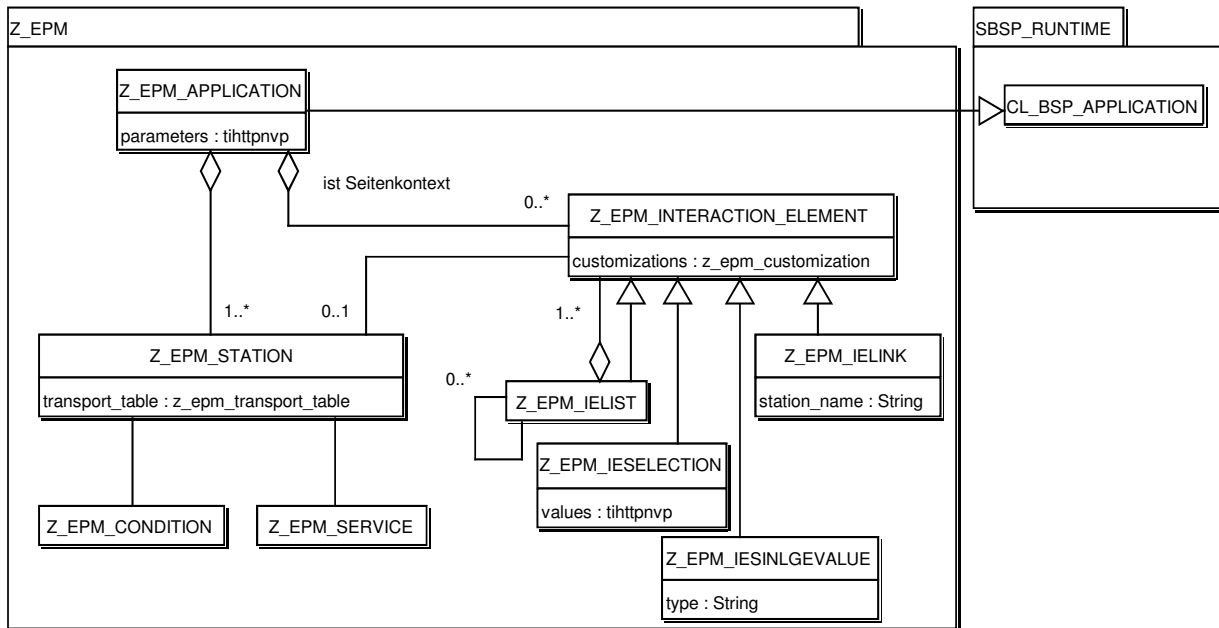 Z_EPM
SBSP_RUNTIME
Z_EPM_APPLICATION
parameters : tihttpnvp
CL_BSP_APPLICATION
ist Seitenkontext
0..*
Z_EPM_INTERACTION_ELEMENT
customizations : z_epm_customization
1..*
0..1
1..*
Z_EPM_STATION
transport_table : z_epm_transport_table
Z_EPM_IELINK
station_name : String
0..*
Z_EPM_IELIST
Z_EPM_IESELECTION
values : tihttpnvp
Z_EPM_CONDITION
Z_EPM_SERVICE
Z_EPM_IESINLGEVALUE
type : String